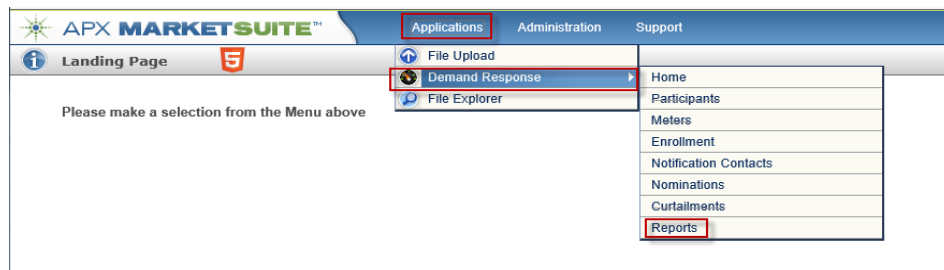 APX MARKETSUITE™ Applications Administration Support
Landing Page
File Upload
Demand Response
File Explorer
Please make a selection from the Menu above
Home
Participants
Meters
Enrollment
Notification Contacts
Nominations
Curtailments
Reports